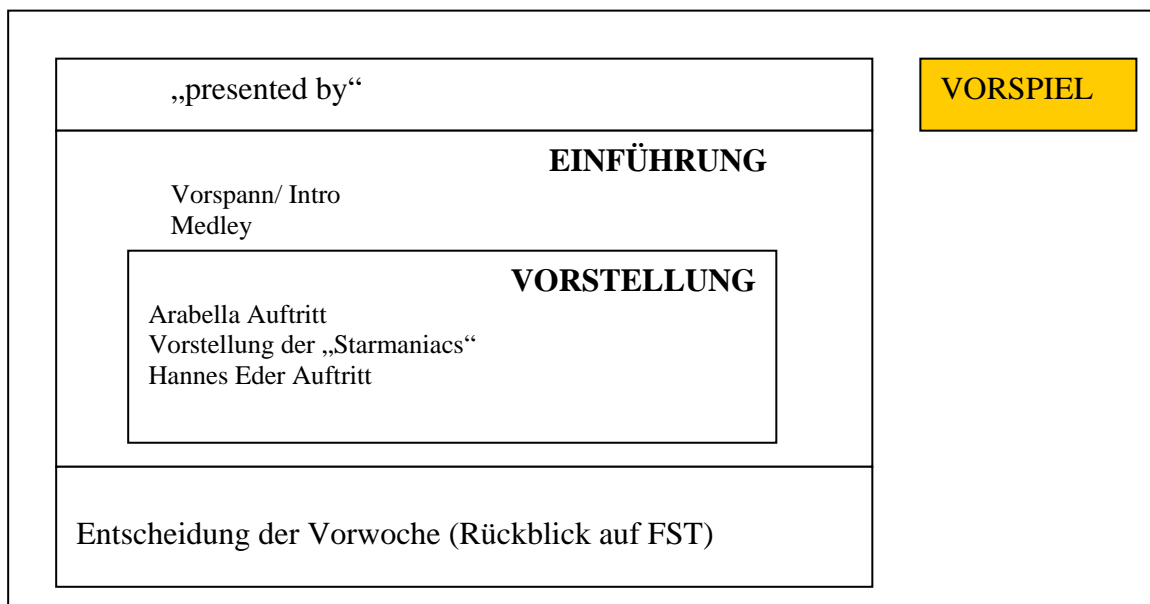 „presented by“
VORSPIEL
EINFÜHRUNG
Vorspann/ Intro
Medley
VORSTELLUNG
Arabella Auftritt
Vorstellung der „Starmaniacs“
Hannes Eder Auftritt
Entscheidung der Vorwoche (Rückblick auf FST)